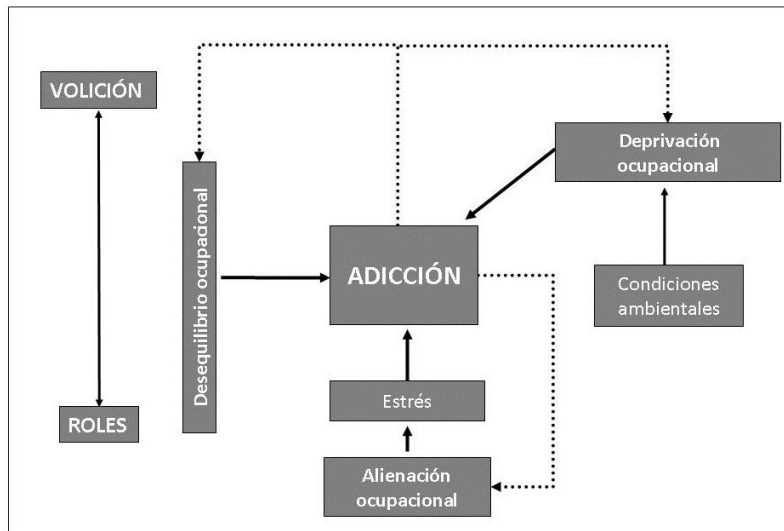 VOLICIÓN
ROLES
Desequilibrio ocupacional
ADICCIÓN
Estrés
Alienación
ocupacional
Deprivación
ocupacional
Condiciones
ambientales